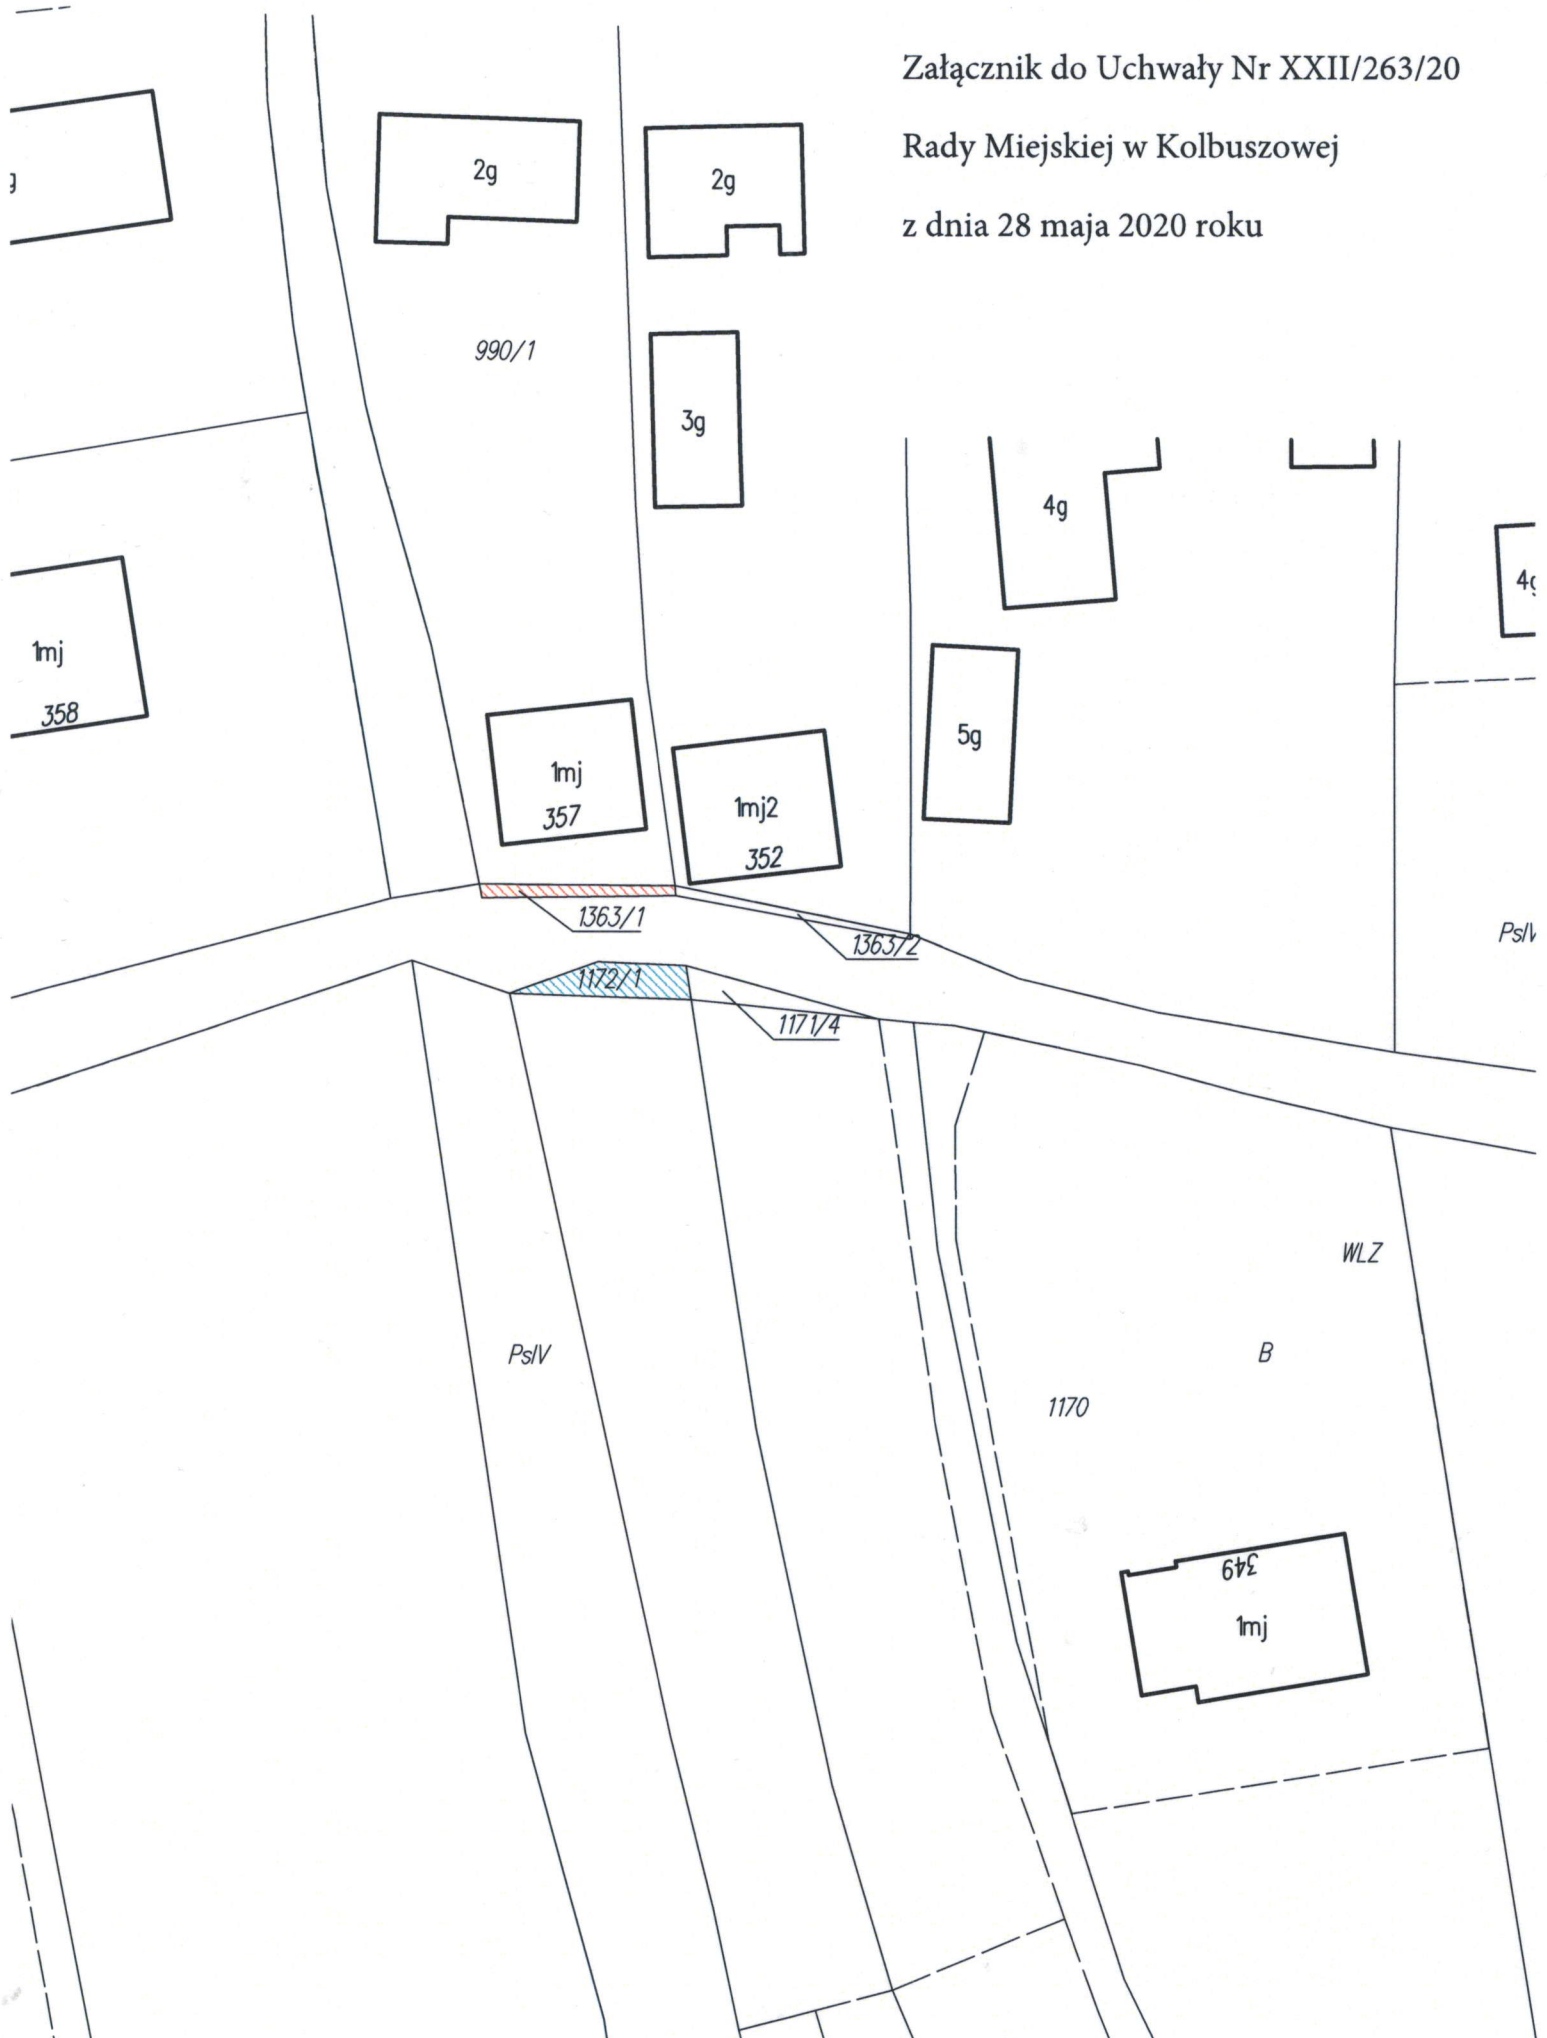 Załącznik do Uchwały Nr XXII/263/20
Rady Miejskiej w Kolbuszowej
z dnia 28 maja 2020 roku
2g
2g
990/1
3g
4g
1mj
358
5g
1mj
357
1mj2
352
1363/1
1363/2
1172/1
1171/4
WLZ
PsIV
B
1170
349
1mj